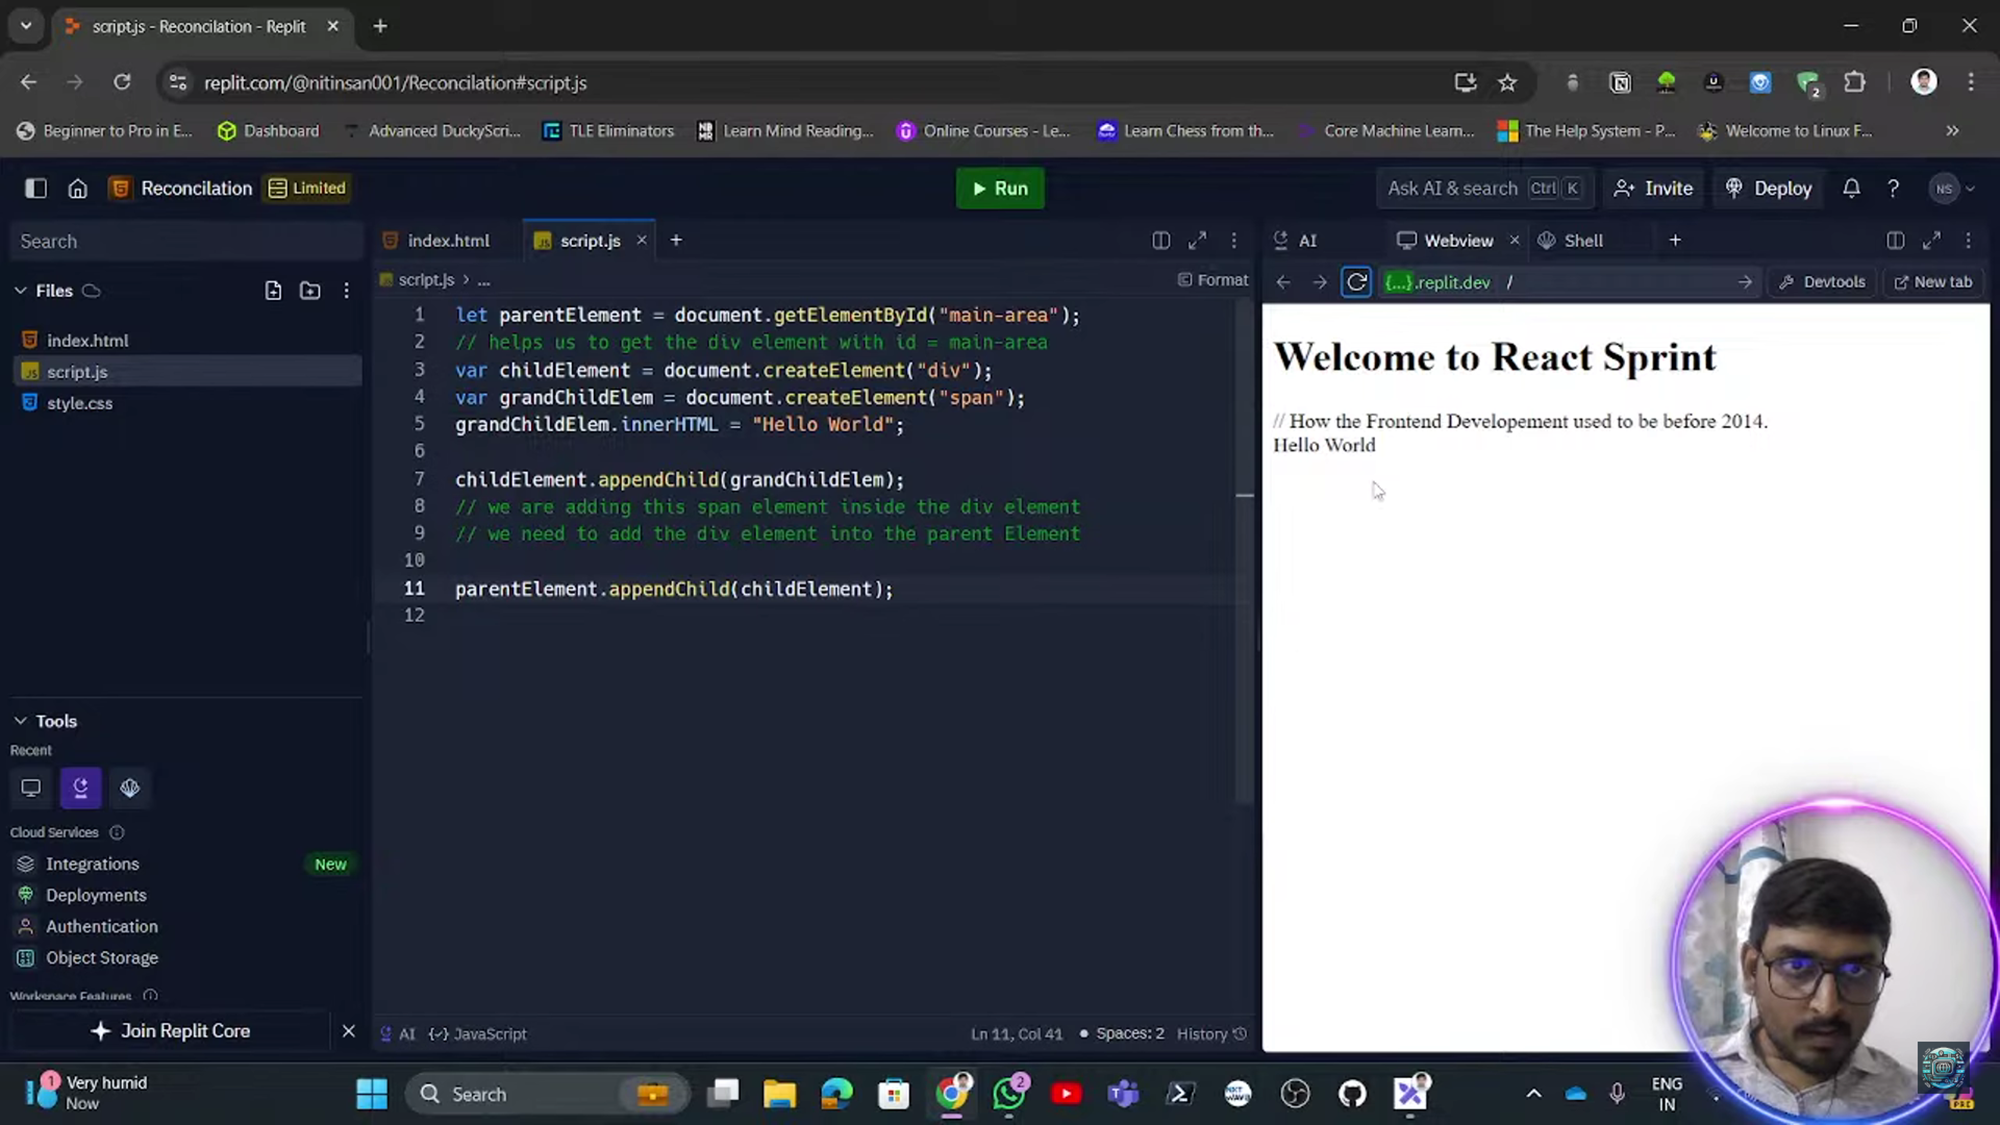 script.js - Reconcilation - Replit
replit.com/@nitinsan001/Reconcilation#script.js
2
Beginner to Pro in E...
Dashboard
Advanced DuckyScri...
TLE Eliminators
Learn Mind Reading...
Online Courses - Le...
Learn Chess from th...
Core Machine Learn...
The Help System - P...
Welcome to Linux F...
Reconcilation
Limited
Run
Ask AI & search Ctrl K
Invite
Deploy
NS
Search
Files
index.html
script.js
style.css
Tools
Recent
Cloud Services
Integrations
New
Deployments
Authentication
Object Storage
Workspace Features
Join Replit Core
index.html
script.js
script.js > ...
Format
1 let parentElement = document.getElementById("main-area");
2 // helps us to get the div element with id = main-area
3 var childElement = document.createElement("div");
4 var grandChildElem = document.createElement("span");
5 grandChildElem.innerHTML = "Hello World";
6
7 childElement.appendChild(grandChildElem);
8 // we are adding this span element inside the div element
9 // we need to add the div element into the parent Element
10
11 parentElement.appendChild(childElement);
12
AI
JavaScript
Ln 11, Col 41
Spaces: 2
History
AI
Webview
Shell
{...}.replit.dev /
Devtools
New tab
Welcome to React Sprint
// How the Frontend Developement used to be before 2014.
Hello World
1
Very humid
Now
Search
2
ENG
IN
PRE